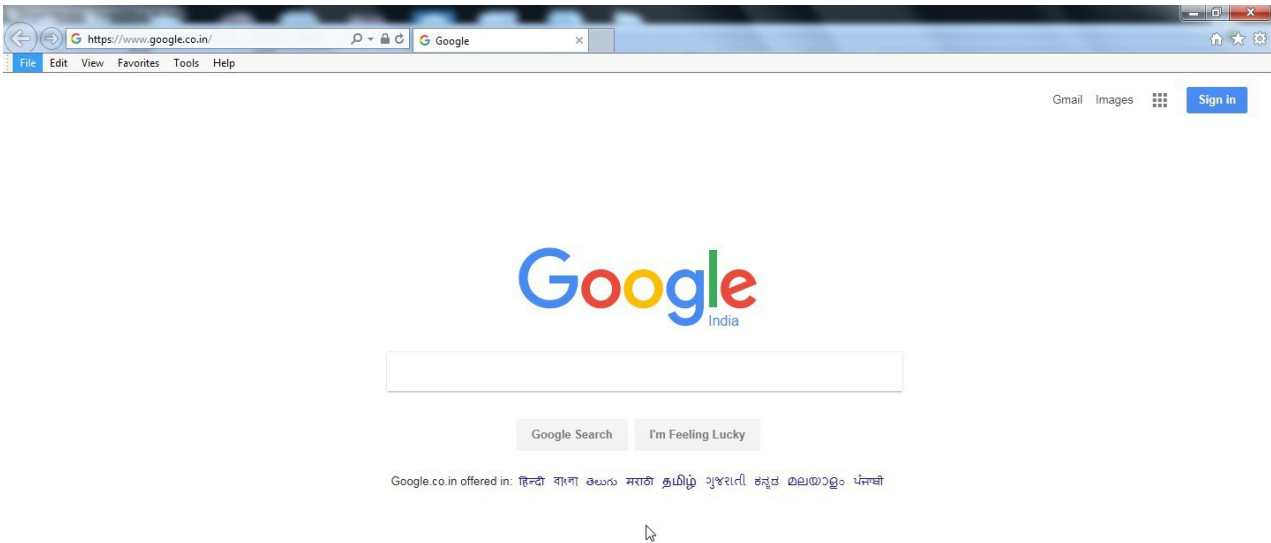 https://www.google.co.in/
Google
File Edit View Favorites Tools Help
Gmail Images Sign in
Google
India
Google Search I'm Feeling Lucky
Google.co.in offered in: हिन्दी বাংলা తెలుగు मराठी தமிழ் ગુજરાતી ಕನ್ನಡ മലയാളം ਪੰਜਾਬੀ